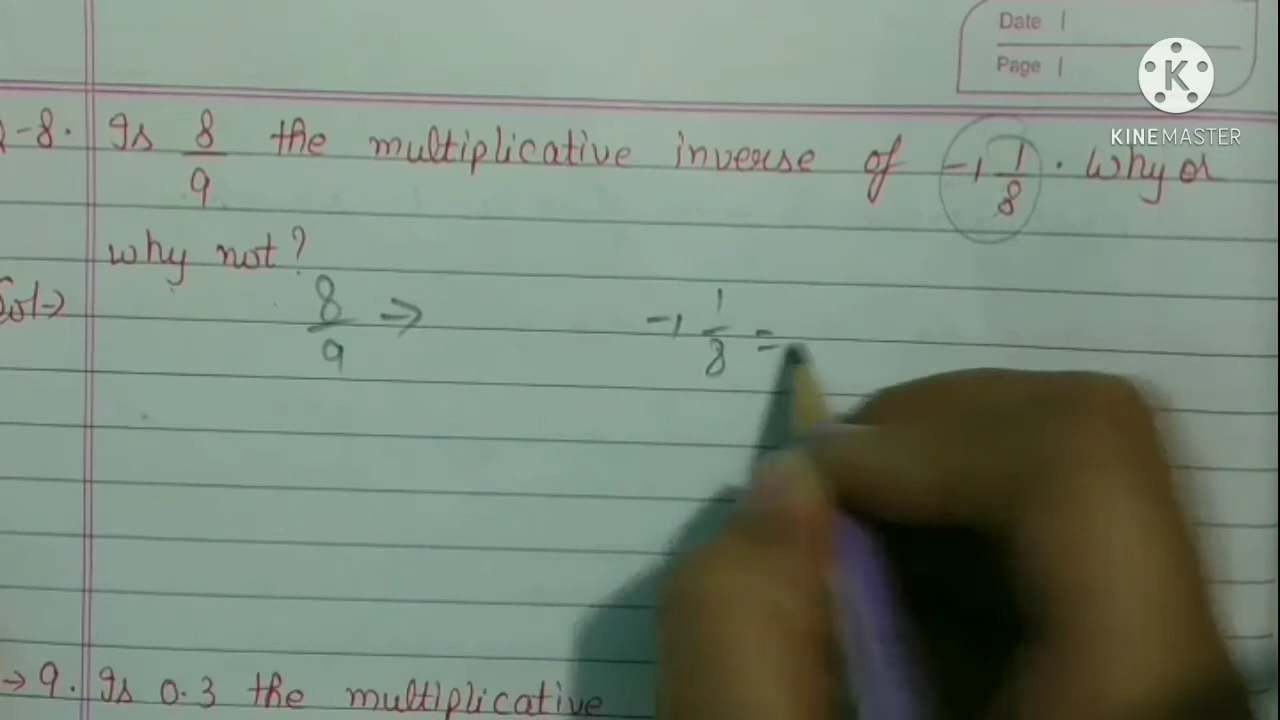 Date |
Page |
KINEMASTER
-8. Is 8/9 the multiplicative inverse of -1 1/8. Why or
why not?
Sol→
8/9 ⇒ -1 1/8 =
→ 9. Is 0.3 the multiplicative